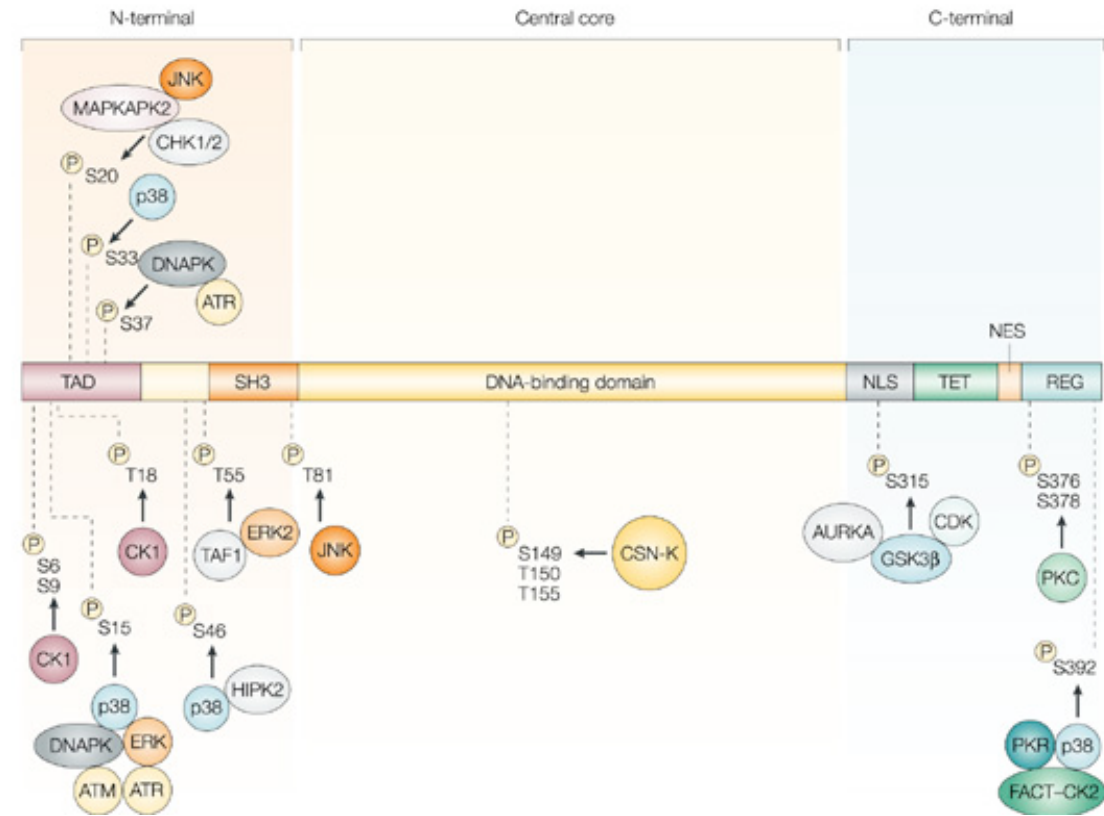 N-terminal
Central core
C-terminal
JNK
MAPKAPK2
CHK1/2
P
S20
p38
P
S33
DNAPK
ATR
P
S37
NES
TAD
SH3
DNA-binding domain
NLS
TET
REG
P
T18
CK1
P
T55
TAF1
ERK2
P
T81
JNK
P
S6
S9
CK1
P
S15
p38
DNAPK
ERK
ATM
ATR
P
S46
p38
HIPK2
P
S149
T150
T155
CSN-K
P
S315
AURKA
CDK
GSK3β
P
S376
S378
PKC
P
S392
PKR
p38
FACT–CK2